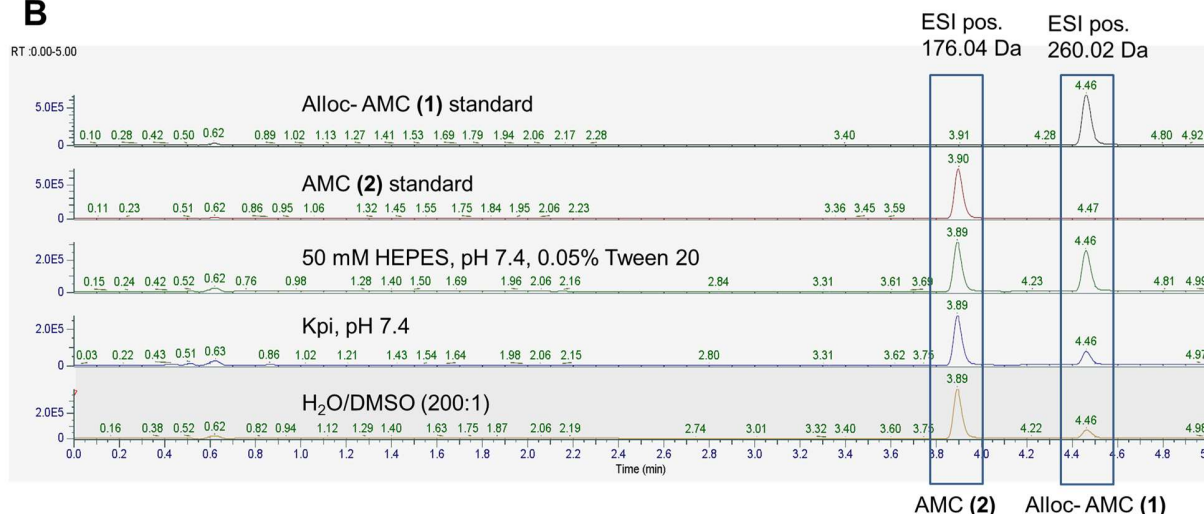 B
ESI pos. ESI pos.
176.04 Da 260.02 Da
RT :0.00-5.00
Alloc- AMC (1) standard
4.46
5.0E5
0
0.10 0.28 0.42 0.50 0.62 0.89 1.02 1.13 1.27 1.41 1.53 1.69 1.79 1.94 2.06 2.17 2.28 3.40 3.91 4.28 4.80 4.92
AMC (2) standard
3.90
5.0E5
0
0.11 0.23 0.51 0.62 0.86 0.95 1.06 1.32 1.45 1.55 1.75 1.84 1.95 2.06 2.23 3.36 3.45 3.59 4.47
50 mM HEPES, pH 7.4, 0.05% Tween 20
3.89 4.46
2.0E5
0
0.15 0.24 0.42 0.52 0.62 0.76 0.98 1.28 1.40 1.50 1.69 1.96 2.06 2.16 2.84 3.31 3.61 3.69 4.23 4.81 4.99
Kpi, pH 7.4
3.89 4.46
2.0E5
0
0.03 0.22 0.43 0.51 0.63 0.86 1.02 1.21 1.43 1.54 1.64 1.98 2.06 2.15 2.80 3.31 3.62 3.75 4.97
H₂O/DMSO (200:1)
3.89 4.46
2.0E5
0
0.16 0.38 0.52 0.62 0.82 0.94 1.12 1.29 1.40 1.63 1.75 1.87 2.06 2.19 2.74 3.01 3.32 3.40 3.60 3.75 4.22 4.98
0.0 0.2 0.4 0.6 0.8 1.0 1.2 1.4 1.6 1.8 2.0 2.2 2.4 2.6 2.8 3.0 3.2 3.4 3.6 3.8 4.0 4.2 4.4 4.6 4.8 5
Time (min)
AMC (2) Alloc- AMC (1)